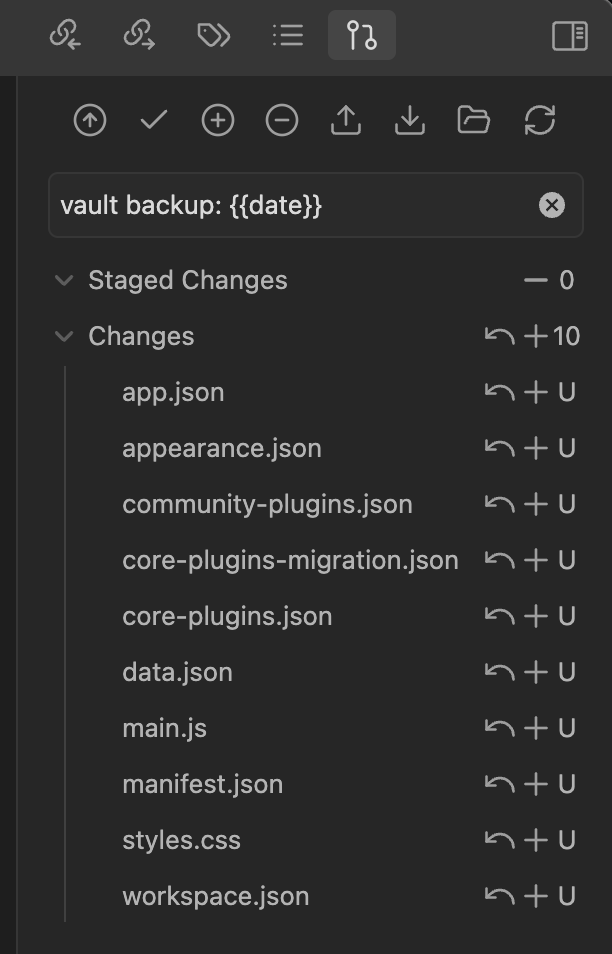 vault backup: {{date}}
Staged Changes 0
Changes 10
app.json U
appearance.json U
community-plugins.json U
core-plugins-migration.json U
core-plugins.json U
data.json U
main.js U
manifest.json U
styles.css U
workspace.json U